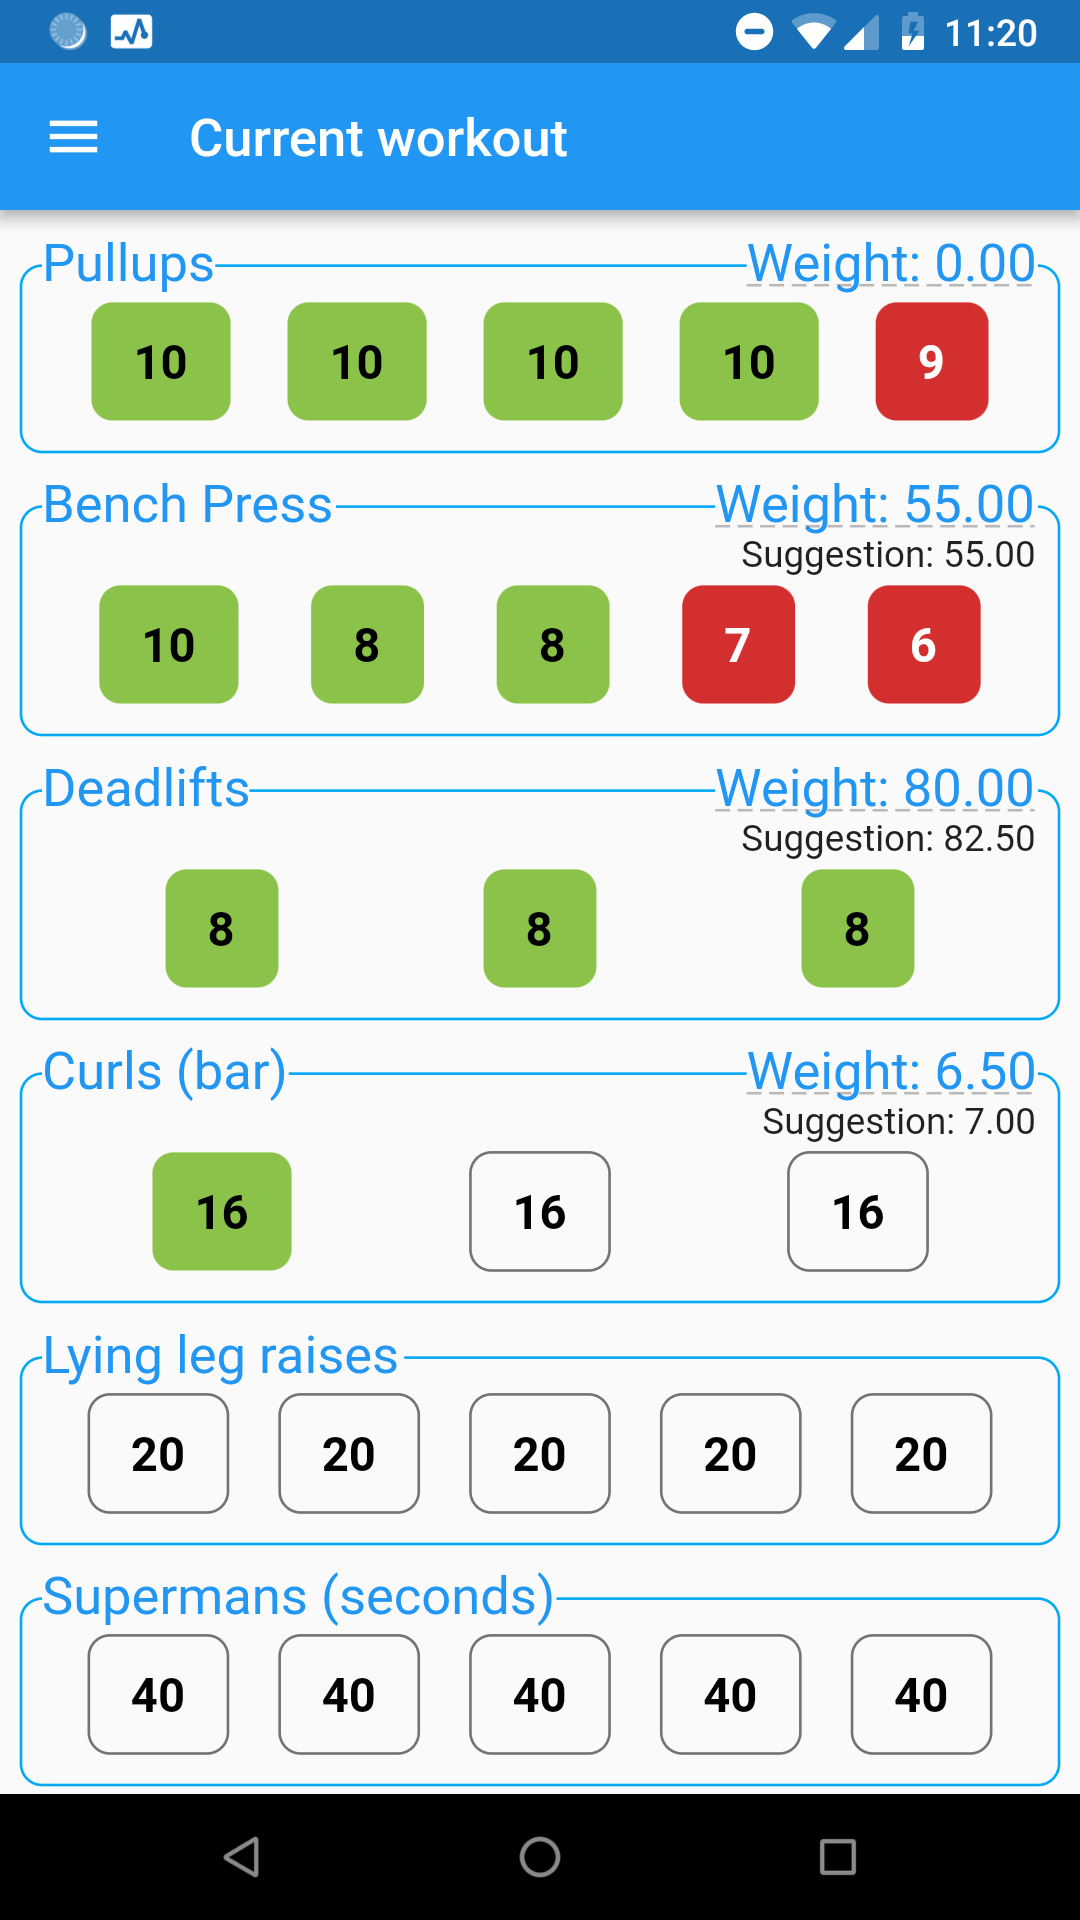 11:20
Current workout
Pullups Weight: 0.00
10 10 10 10 9
Bench Press Weight: 55.00
Suggestion: 55.00
10 8 8 7 6
Deadlifts Weight: 80.00
Suggestion: 82.50
8 8 8
Curls (bar) Weight: 6.50
Suggestion: 7.00
16 16 16
Lying leg raises
20 20 20 20 20
Supermans (seconds)
40 40 40 40 40